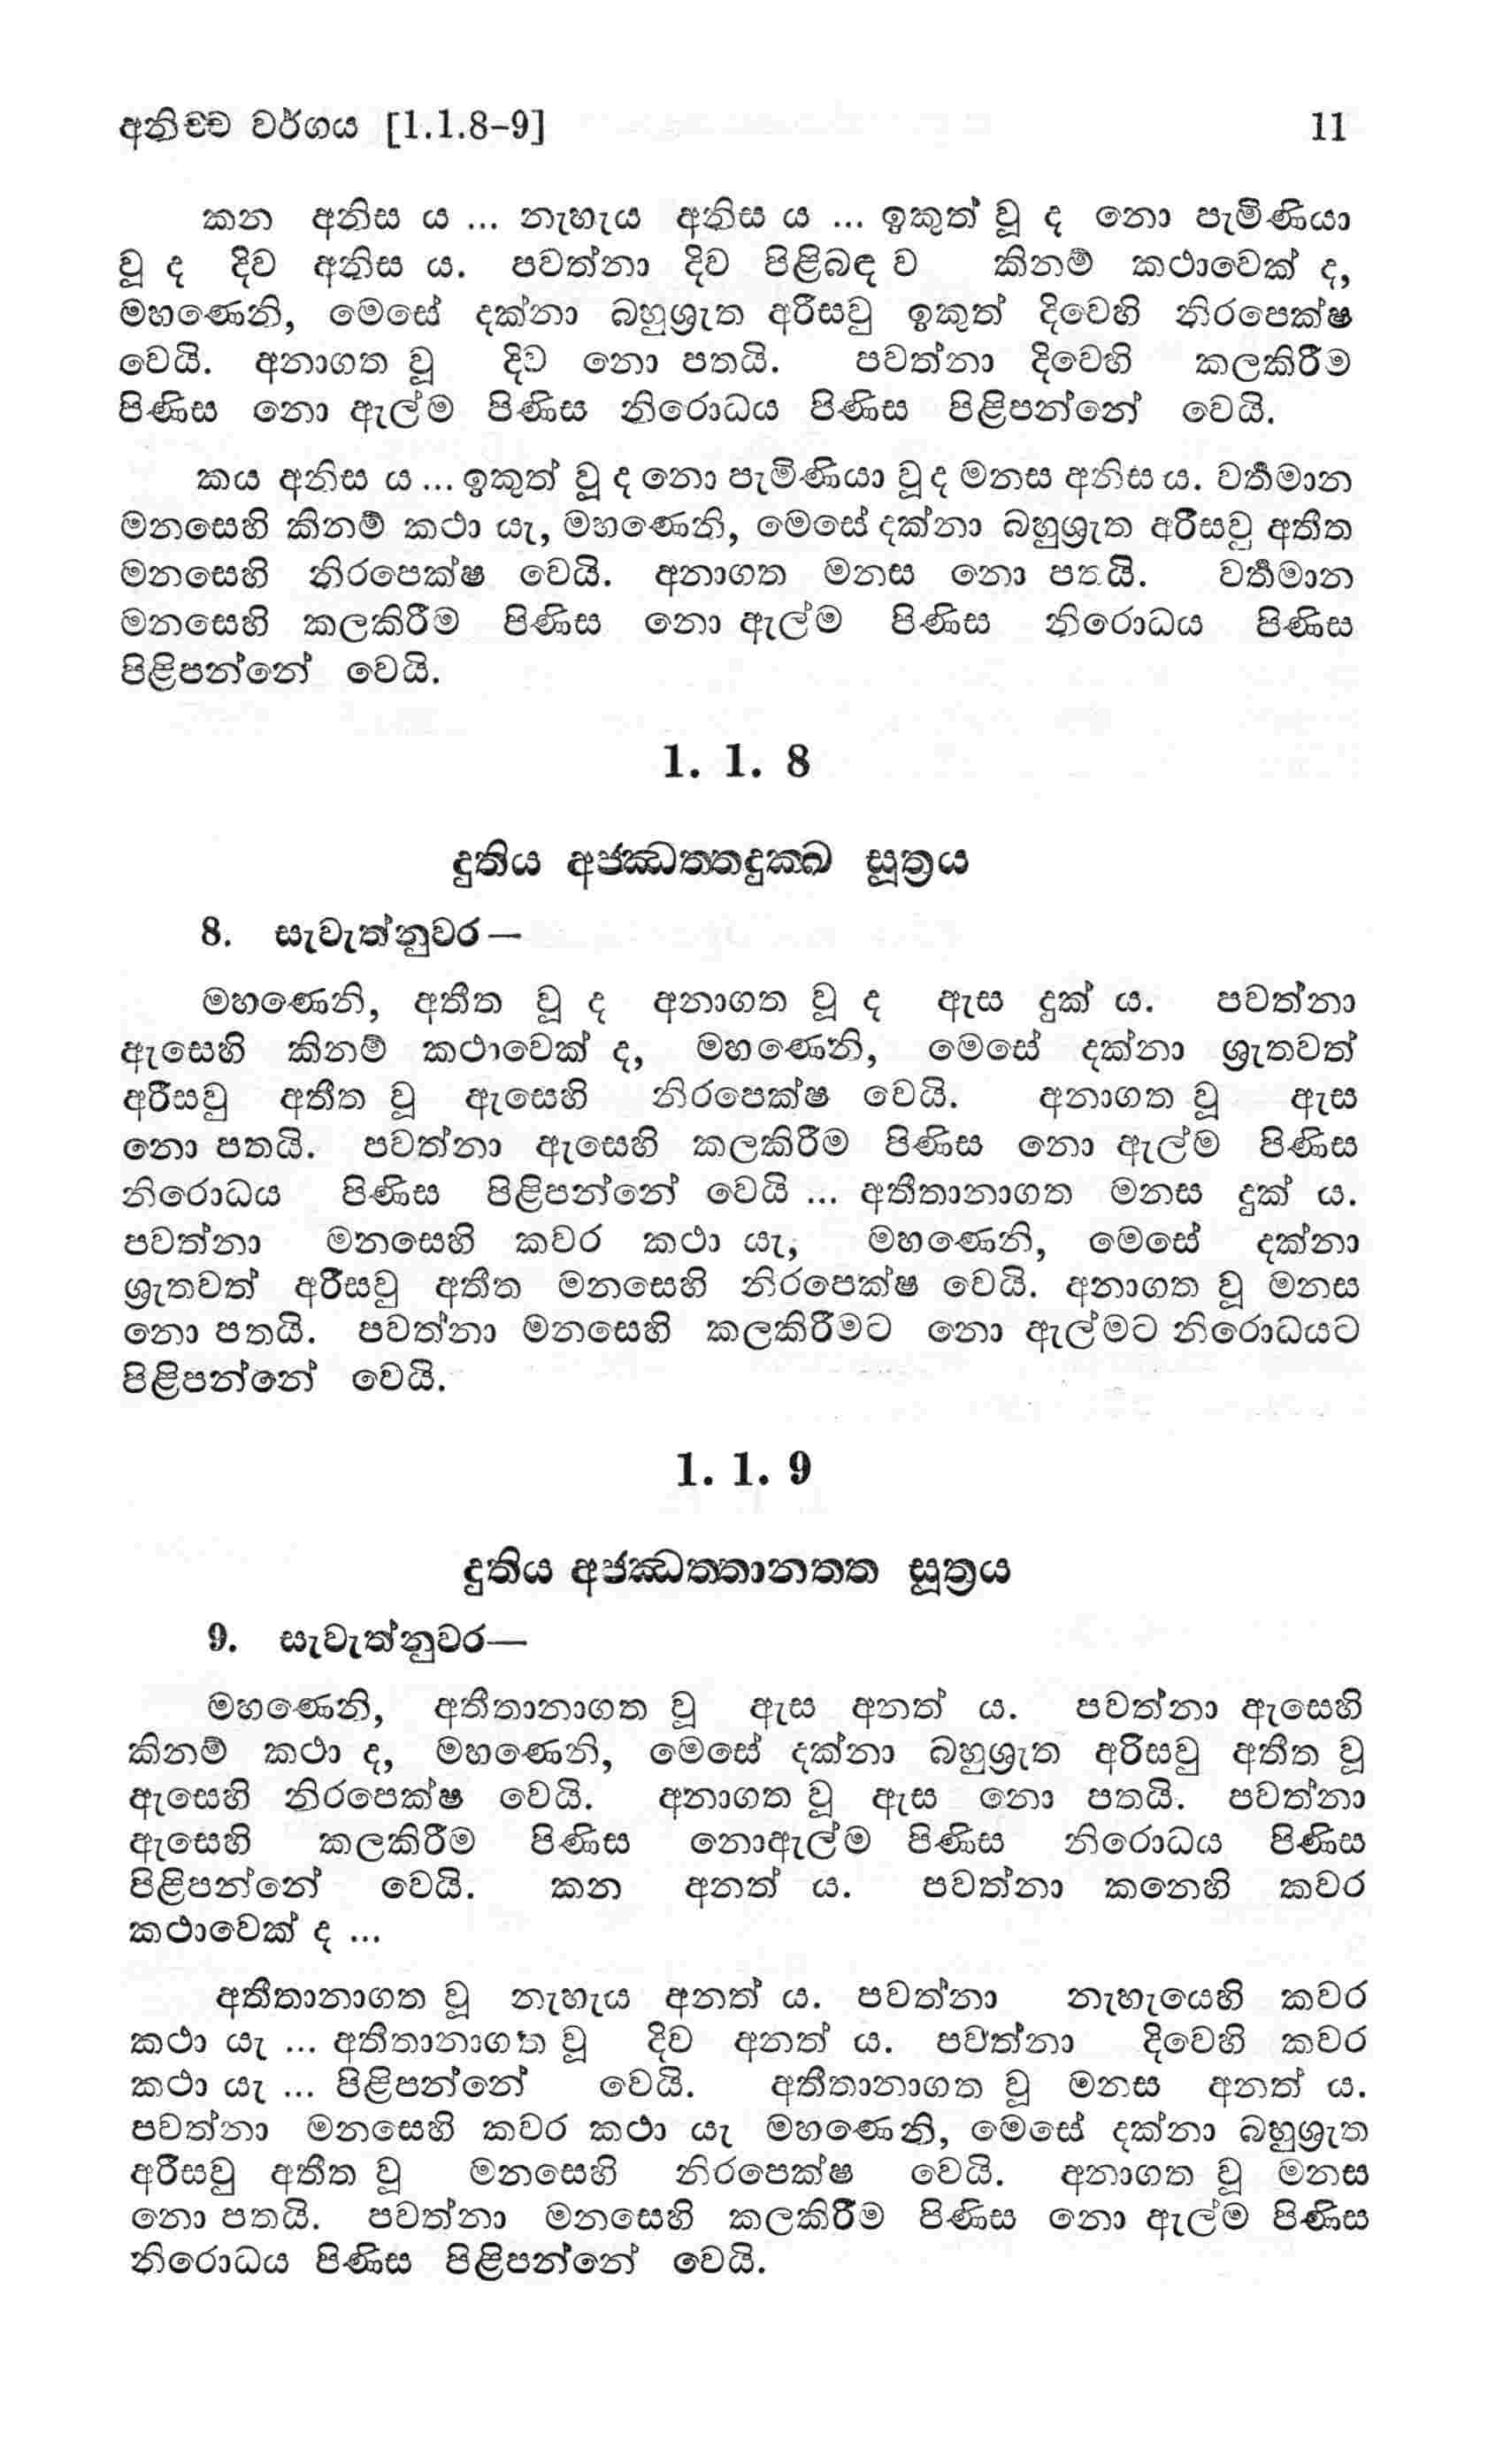 අනිච්ච වර්ගය [1.1.8-9] 11
කන අනිස ය ... නැහැය අනිස ය ... ඉකුත් වූ ද නො පැමිණියා
වූ ද දිව අනිස ය. පවත්නා දිව පිළිබඳ ව කිනම් කථාවෙක් ද,
මහණෙනි, මෙසේ දක්නා බහුශ්‍රැත අරීසවු ඉකුත් දිවෙහි නිරපෙක්ෂ
වෙයි. අනාගත වූ දිව නො පතයි. පවත්නා දිවෙහි කලකිරීම
පිණිස නො ඇල්ම පිණිස නිරොධය පිණිස පිළිපන්නේ වෙයි.
කය අනිස ය ... ඉකුත් වූ ද නො පැමිණියා වූ ද මනස අනිස ය. වර්‍තමාන
මනසෙහි කිනම් කථා යැ, මහණෙනි, මෙසේ දක්නා බහුශ්‍රැත අරීසවු අතීත
මනසෙහි නිරපෙක්ෂ වෙයි. අනාගත මනස නො පතයි. වර්‍තමාන
මනසෙහි කලකිරීම පිණිස නො ඇල්ම පිණිස නිරොධය පිණිස
පිළිපන්නේ වෙයි.
1. 1. 8
දුතිය අජ‍්ඣත‍්තදුක‍්ඛ සූත්‍රය
8. සැවැත්නුවර—
මහණෙනි, අතීත වූ ද අනාගත වූ ද ඇස දුක් ය. පවත්නා
ඇසෙහි කිනම් කථාවෙක් ද, මහණෙනි, මෙසේ දක්නා ශ්‍රැතවත්
අරීසවු අතීත වූ ඇසෙහි නිරපෙක්ෂ වෙයි. අනාගත වූ ඇස
නො පතයි. පවත්නා ඇසෙහි කලකිරීම පිණිස නො ඇල්ම පිණිස
නිරොධය පිණිස පිළිපන්නේ වෙයි ... අතීතානාගත මනස දුක් ය.
පවත්නා මනසෙහි කවර කථා යැ, මහණෙනි, මෙසේ දක්නා
ශ්‍රැතවත් අරීසවු අතීත මනසෙහි නිරපෙක්ෂ වෙයි. අනාගත වූ මනස
නො පතයි. පවත්නා මනසෙහි කලකිරීමට නො ඇල්මට නිරොධයට
පිළිපන්නේ වෙයි.
1. 1. 9
දුතිය අජ‍්ඣත‍්තානත‍්ත සූත්‍රය
9. සැවැත්නුවර—
මහණෙනි, අතීතානාගත වූ ඇස අනත් ය. පවත්නා ඇසෙහි
කිනම් කථා ද, මහණෙනි, මෙසේ දක්නා බහුශ්‍රැත අරිසවු අතීත වූ
ඇසෙහි නිරපෙක්ෂ වෙයි. අනාගත වූ ඇස නො පතයි. පවත්නා
ඇසෙහි කලකිරීම පිණිස නොඇල්ම පිණිස නිරොධය පිණිස
පිළිපන්නේ වෙයි. කන අනත් ය. පවත්නා කනෙහි කවර
කථාවෙක් ද ...
අතීතානාගත වූ නැහැය අනත් ය. පවත්නා නැහැයෙහි කවර
කථා යැ ... අතීතානාගත වූ දිව අනත් ය. පවත්නා දිවෙහි කවර
කථා යැ ... පිළිපන්නේ වෙයි. අතීතානාගත වූ මනස අනත් ය.
පවත්නා මනසෙහි කවර කථා යැ මහණෙනි, මෙසේ දක්නා බහුශ්‍රැත
අරීසවු අතීත වූ මනසෙහි නිරපෙක්ෂ වෙයි. අනාගත වූ මනස
නො පතයි. පවත්නා මනසෙහි කලකිරීම පිණිස නො ඇල්ම පිණිස
නිරොධය පිණිස පිළිපන්නේ වෙයි.